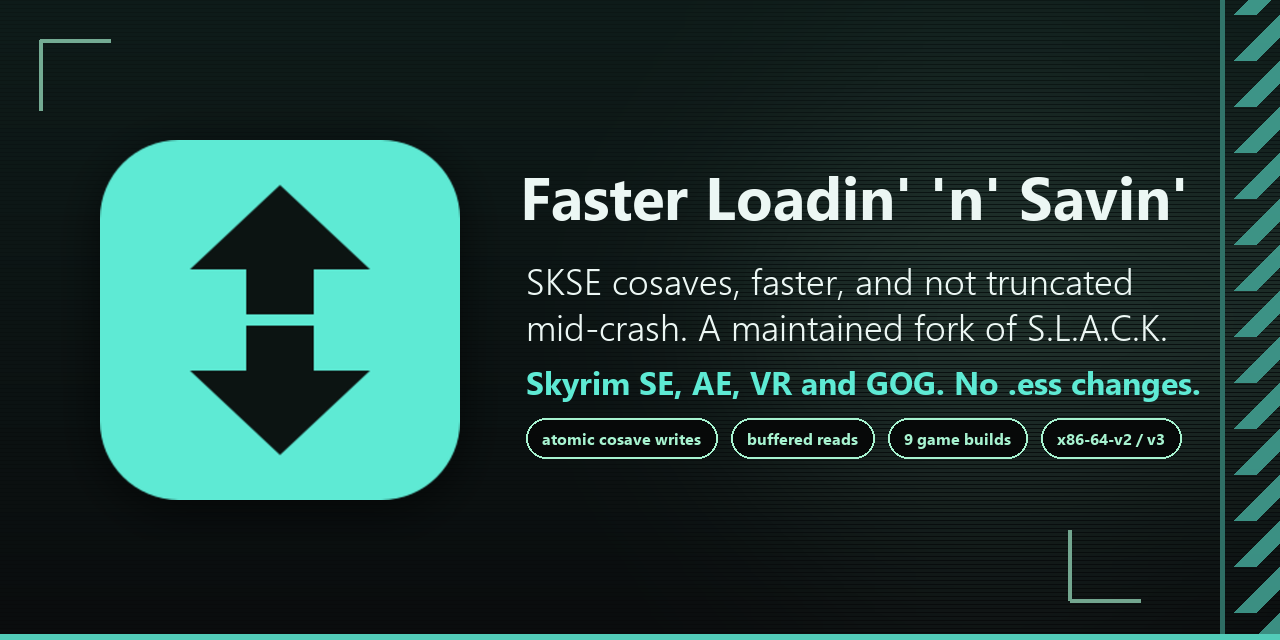 Faster Loadin' 'n' Savin'
SKSE cosaves, faster, and not truncated
mid-crash. A maintained fork of S.L.A.C.K.
Skyrim SE, AE, VR and GOG. No .ess changes.
atomic cosave writes
buffered reads
9 game builds
x86-64-v2 / v3